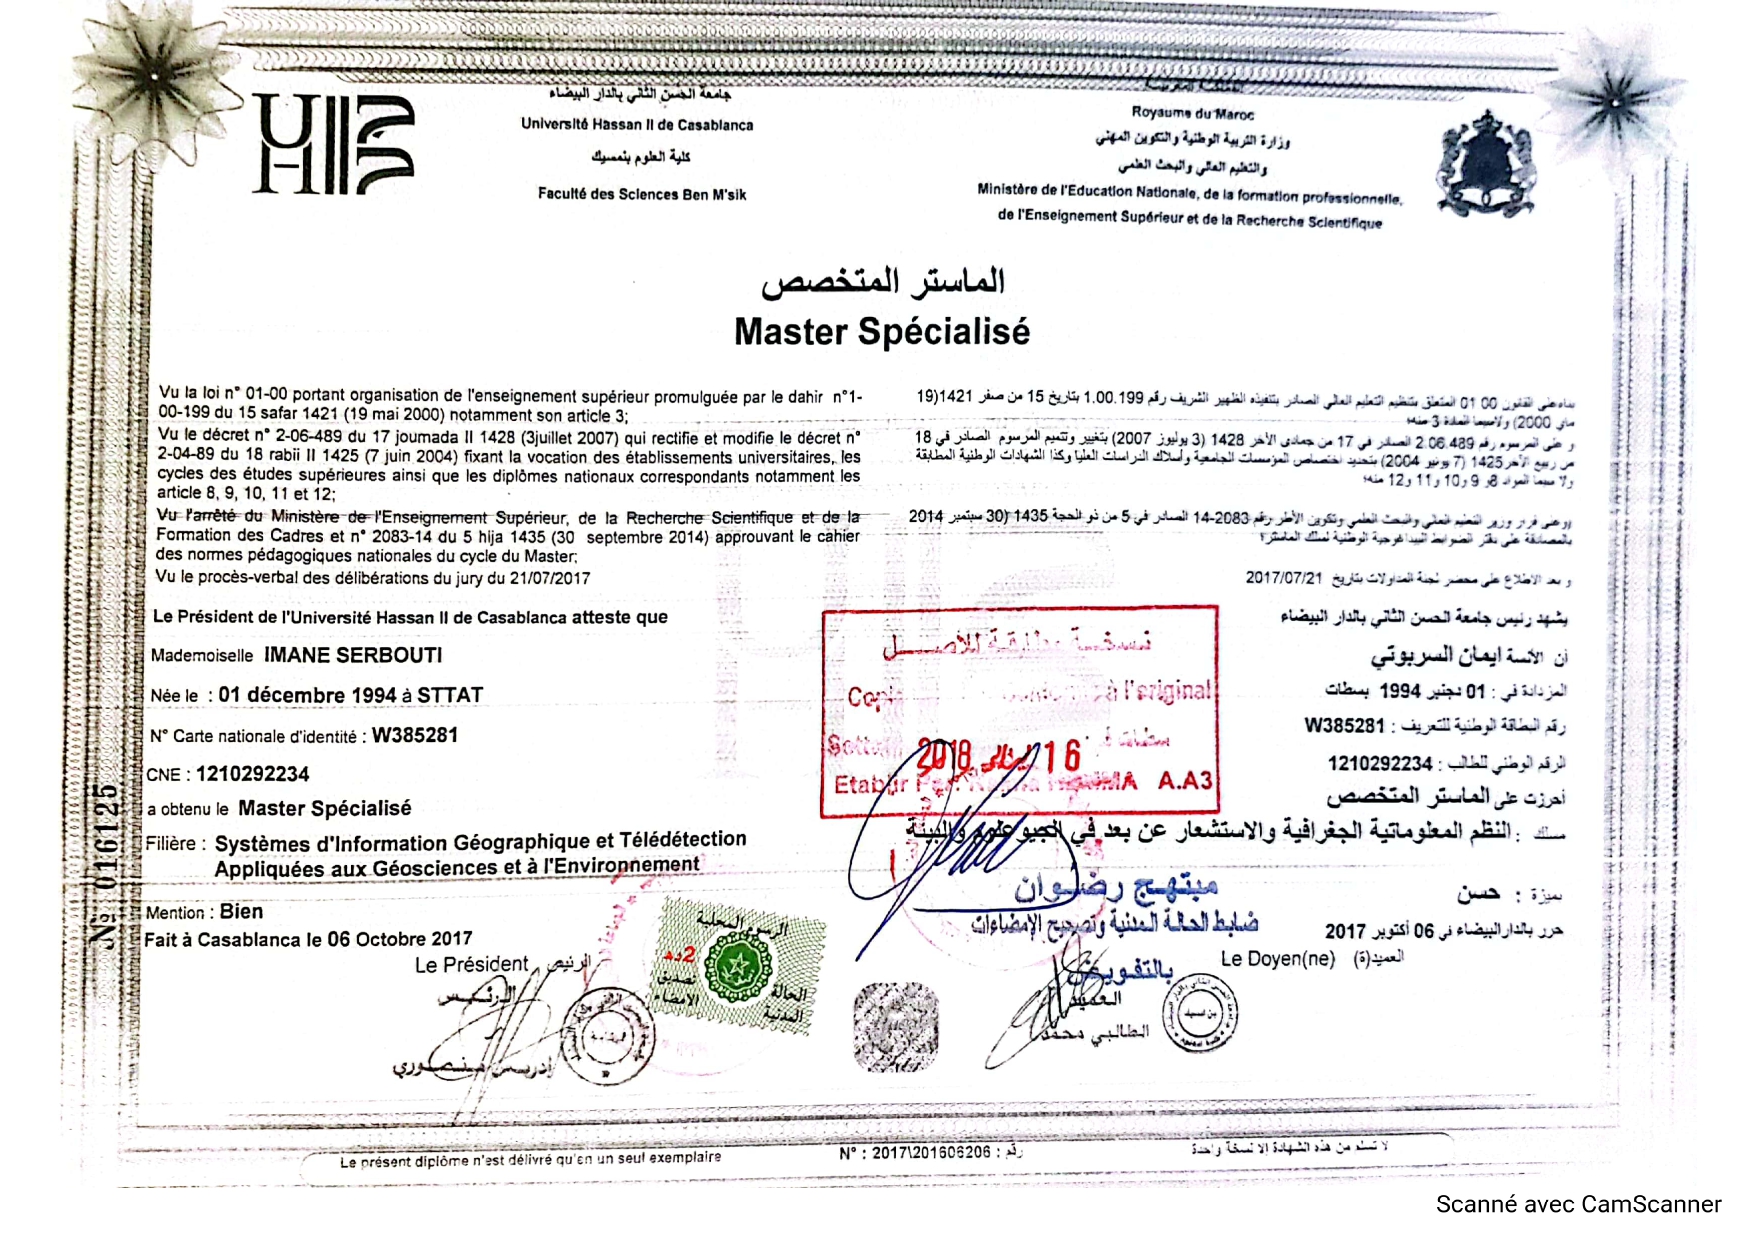 جامعة الحسن الثاني بالدار البيضاء
Université Hassan II de Casablanca
كلية العلوم بنمسيك
Faculté des Sciences Ben M'sik
المملكة المغربية
Royaume du Maroc
وزارة التربية الوطنية والتكوين المهني
والتعليم العالي والبحث العلمي
Ministère de l'Education Nationale, de la formation professionnelle,
de l'Enseignement Supérieur et de la Recherche Scientifique
الماستر المتخصص
Master Spécialisé
Vu la loi n° 01-00 portant organisation de l'enseignement supérieur promulguée par le dahir n°1-
00-199 du 15 safar 1421 (19 mai 2000) notamment son article 3;
Vu le décret n° 2-06-489 du 17 joumada II 1428 (3juillet 2007) qui rectifie et modifie le décret n°
2-04-89 du 18 rabii II 1425 (7 juin 2004) fixant la vocation des établissements universitaires, les
cycles des études supérieures ainsi que les diplômes nationaux correspondants notamment les
article 8, 9, 10, 11 et 12;
Vu l'arrêté du Ministère de l'Enseignement Supérieur, de la Recherche Scientifique et de la
Formation des Cadres et n° 2083-14 du 5 hija 1435 (30 septembre 2014) approuvant le cahier
des normes pédagogiques nationales du cycle du Master;
Vu le procès-verbal des délibérations du jury du 21/07/2017
بناء على القانون 00 01 المتعلق بتنظيم التعليم العالي الصادر بتنفيذه الظهير الشريف رقم 1.00.199 بتاريخ 15 من صفر 1421(19
ماي 2000) ولاسيما المادة 3 منه؛
و على المرسوم رقم 2.06.489 الصادر في 17 من جمادى الآخر 1428 (3 يوليوز 2007) بتغيير وتتميم المرسوم الصادر في 18
من ربيع الآخر1425 (7 يونيو 2004) بتحديد اختصاص المؤسسات الجامعية وأسلاك الدراسات العليا وكذا الشهادات الوطنية المطابقة
ولا سيما المواد 8و 9 و10 و11 و12 منه؛
وعلى قرار وزير التعليم العالي والبحث العلمي وتكوين الأطر رقم 2083-14 الصادر في 5 من ذو الحجة 1435 (30 سبتمبر 2014
بالمصادقة على دفتر الضوابط البيداغوجية الوطنية لسلك الماستر؛
و بعد الاطلاع على محضر لجنة المداولات بتاريخ 2017/07/21
Le Président de l'Université Hassan II de Casablanca atteste que
Mademoiselle IMANE SERBOUTI
Née le : 01 décembre 1994 à STTAT
N° Carte nationale d'identité : W385281
CNE : 1210292234
a obtenu le Master Spécialisé
Filière : Systèmes d'Information Géographique et Télédétection
Appliquées aux Géosciences et à l'Environnement
Mention : Bien
Fait à Casablanca le 06 Octobre 2017
يشهد رئيس جامعة الحسن الثاني بالدار البيضاء
أن الآنسة ايمان السربوتي
المزدادة في : 01 دجنبر 1994 بسطات
رقم البطاقة الوطنية للتعريف : W385281
الرقم الوطني للطالب : 1210292234
أحرزت على الماستر المتخصص
مسلك : النظم المعلوماتية الجغرافية والاستشعار عن بعد في الجيوعلوم والبيئة
ميزة : حسن
حرر بالدار البيضاء في 06 أكتوبر 2017
نسخة مطابقة للأصل
à l'original
2018 16
A.A3
مبتهج رضوان
ضابط الحالة المدنية وتصحيح الإمضاءات
بالتفويض
Le Président الرئيس
الرئيس
ادريس منصوري
الرسوم المحلية
2
تصديق
الإمضاء
الحالة
المدنية
Le Doyen(ne) العميد(ة)
العميد
الطالبي محمد
N° 0161125
Le présent diplôme n'est délivré qu'en un seul exemplaire
N° : 2017\201606206 : رقم
لا تسلم من هذه الشهادة إلا نسخة واحدة
Scanné avec CamScanner